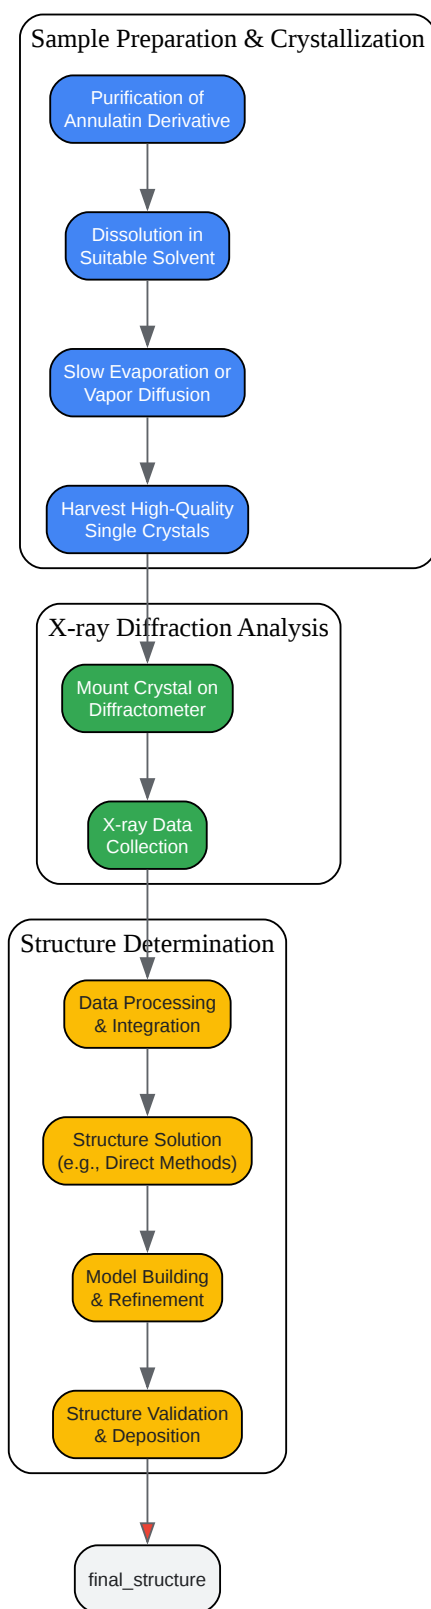 Sample Preparation & Crystallization
Purification of
Annulatin Derivative
Dissolution in
Suitable Solvent
Slow Evaporation or
Vapor Diffusion
Harvest High-Quality
Single Crystals
X-ray Diffraction Analysis
Mount Crystal on
Diffractometer
X-ray Data
Collection
Structure Determination
Data Processing
& Integration
Structure Solution
(e.g., Direct Methods)
Model Building
& Refinement
Structure Validation
& Deposition
final_structure